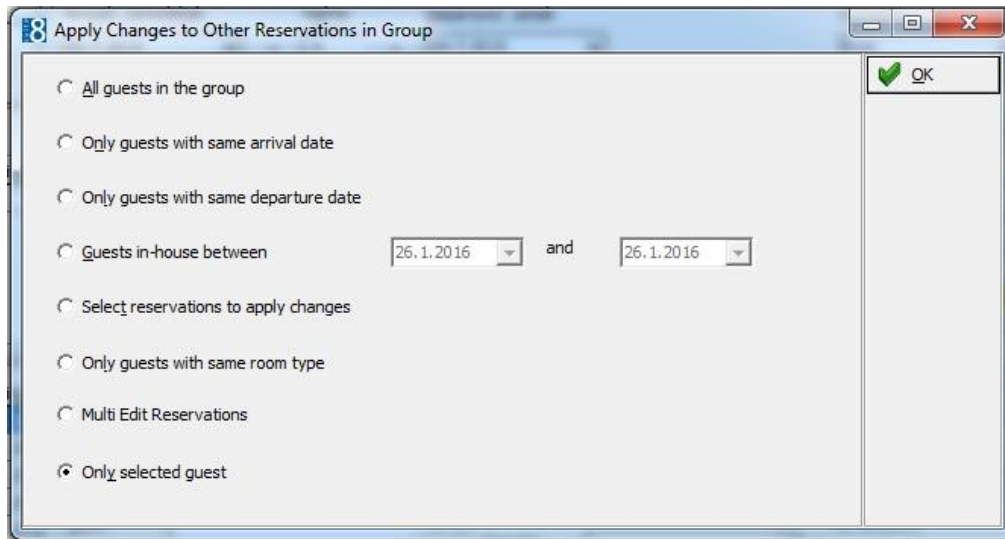 8 Apply Changes to Other Reservations in Group
OK
All guests in the group
Only guests with same arrival date
Only guests with same departure date
Guests in-house between 26.1.2016 and 26.1.2016
Select reservations to apply changes
Only guests with same room type
Multi Edit Reservations
Only selected guest